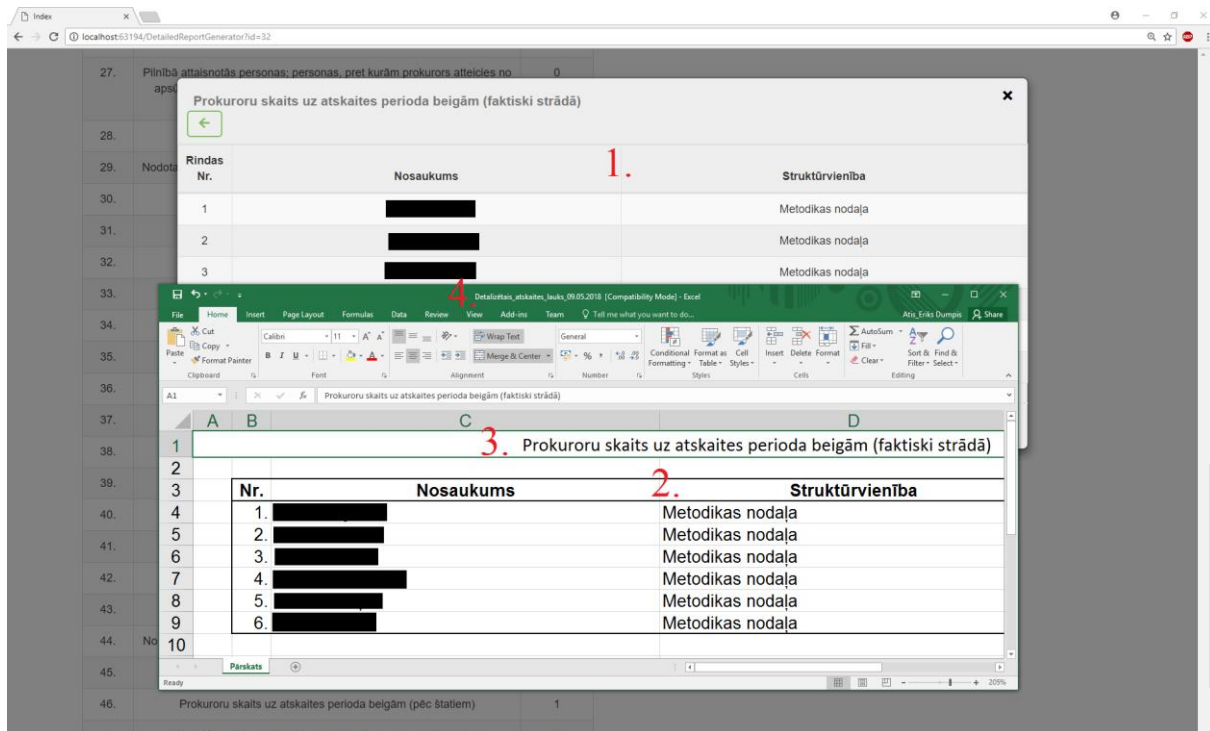 Index
localhost:63194/DetailedReportGenerator?id=32
27. Pilnībā attaisnotās personas; personas, pret kurām prokurors atteicies no 0
apsū
Prokuroru skaits uz atskaites perioda beigām (faktiski strādā)
28.
29. Nodota
Rindas Nr. Nosaukums 1. Struktūrvienība
30.
1 Metodikas nodaļa
31.
2 Metodikas nodaļa
32.
3 Metodikas nodaļa
33.
4. Detalizētais_atskaites_lauks_09.05.2018 [Compatibility Mode] - Excel
File Home Insert Page Layout Formulas Data Review View Add-ins Team Tell me what you want to do... Atis_Eriks Dumpis Share
34.
Cut Calibri 11 A A Wrap Text General AutoSum
Copy Fill
Paste Format Painter B I U A Merge & Center % Conditional Formatting Format as Table Cell Styles Insert Delete Format Clear Sort & Filter Find & Select
35.
Clipboard Font Alignment Number Styles Cells Editing
36.
A1 fx Prokuroru skaits uz atskaites perioda beigām (faktiski strādā)
37.
A B C D
38.
1 3. Prokuroru skaits uz atskaites perioda beigām (faktiski strādā)
2
39.
3 Nr. Nosaukums 2. Struktūrvienība
40.
4 1. Metodikas nodaļa
5 2. Metodikas nodaļa
41.
6 3. Metodikas nodaļa
42.
7 4. Metodikas nodaļa
8 5. Metodikas nodaļa
43.
9 6. Metodikas nodaļa
44. No
10
45.
Pārskats
Ready 205%
46. Prokuroru skaits uz atskaites perioda beigām (pēc štatiem) 1